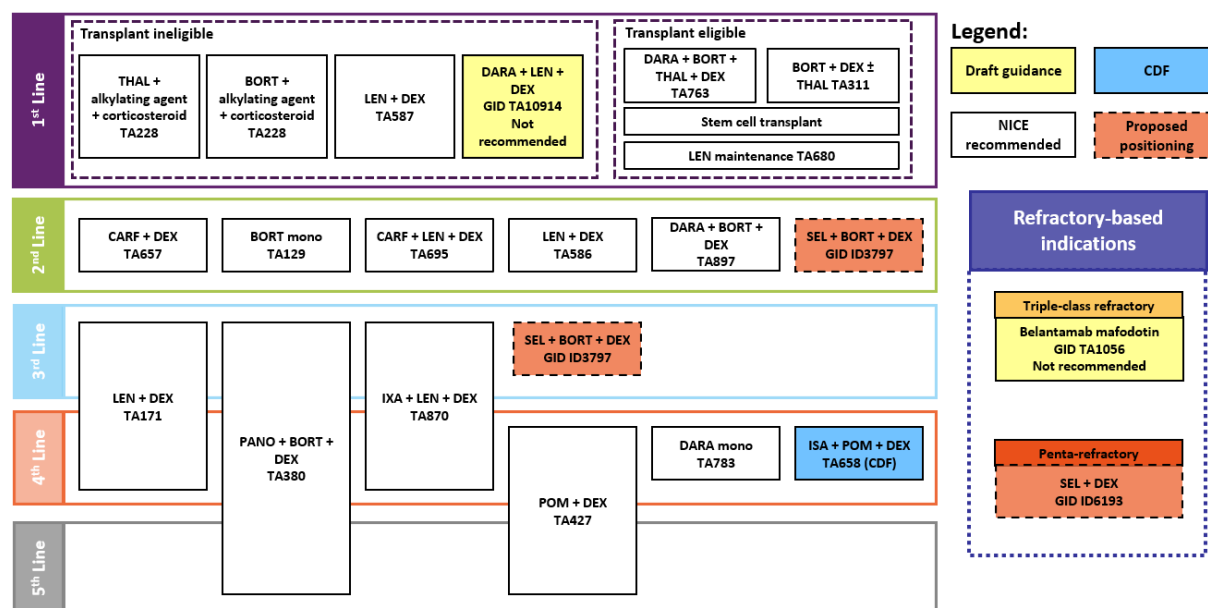 1st Line
Transplant ineligible
THAL +
alkylating agent
+ corticosteroid
TA228
BORT +
alkylating agent
+ corticosteroid
TA228
LEN + DEX
TA587
DARA + LEN +
DEX
GID TA10914
Not
recommended
Transplant eligible
DARA + BORT +
THAL + DEX
TA763
BORT + DEX ±
THAL TA311
Stem cell transplant
LEN maintenance TA680
Legend:
Draft guidance
CDF
NICE
recommended
Proposed
positioning
2nd Line
CARF + DEX
TA657
BORT mono
TA129
CARF + LEN + DEX
TA695
LEN + DEX
TA586
DARA + BORT +
DEX
TA897
SEL + BORT + DEX
GID ID3797
3rd Line
LEN + DEX
TA171
PANO + BORT +
DEX
TA380
IXA + LEN + DEX
TA870
SEL + BORT + DEX
GID ID3797
4th Line
POM + DEX
TA427
DARA mono
TA783
ISA + POM + DEX
TA658 (CDF)
5th Line
Refractory-based
indications
Triple-class refractory
Belantamab mafodotin
GID TA1056
Not recommended
Penta-refractory
SEL + DEX
GID ID6193